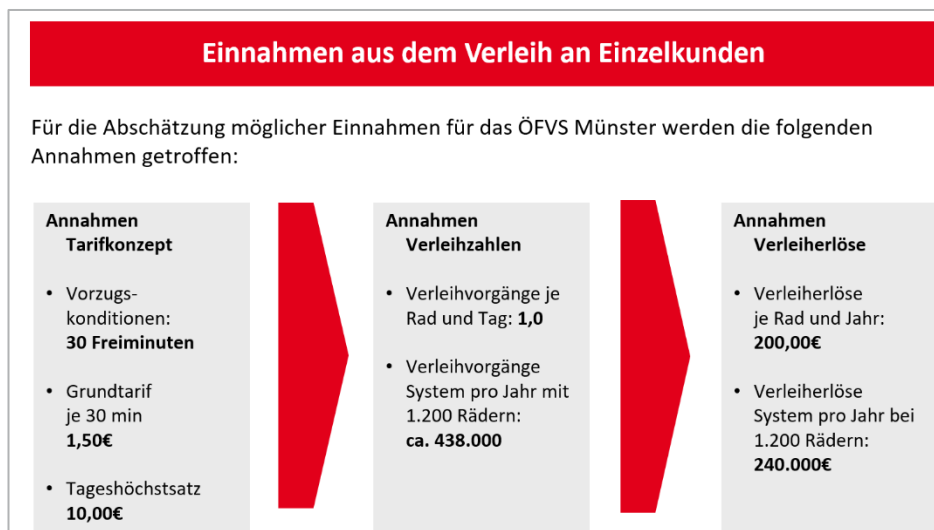 Einnahmen aus dem Verleih an Einzelkunden
Für die Abschätzung möglicher Einnahmen für das ÖFVS Münster werden die folgenden
Annahmen getroffen:
Annahmen
Tarifkonzept
• Vorzugs-
konditionen:
30 Freiminuten
• Grundtarif
je 30 min
1,50€
• Tageshöchstsatz
10,00€
Annahmen
Verleihzahlen
• Verleihvorgänge je
Rad und Tag: 1,0
• Verleihvorgänge
System pro Jahr mit
1.200 Rädern:
ca. 438.000
Annahmen
Verleiherlöse
• Verleiherlöse
je Rad und Jahr:
200,00€
• Verleiherlöse
System pro Jahr bei
1.200 Rädern:
240.000€